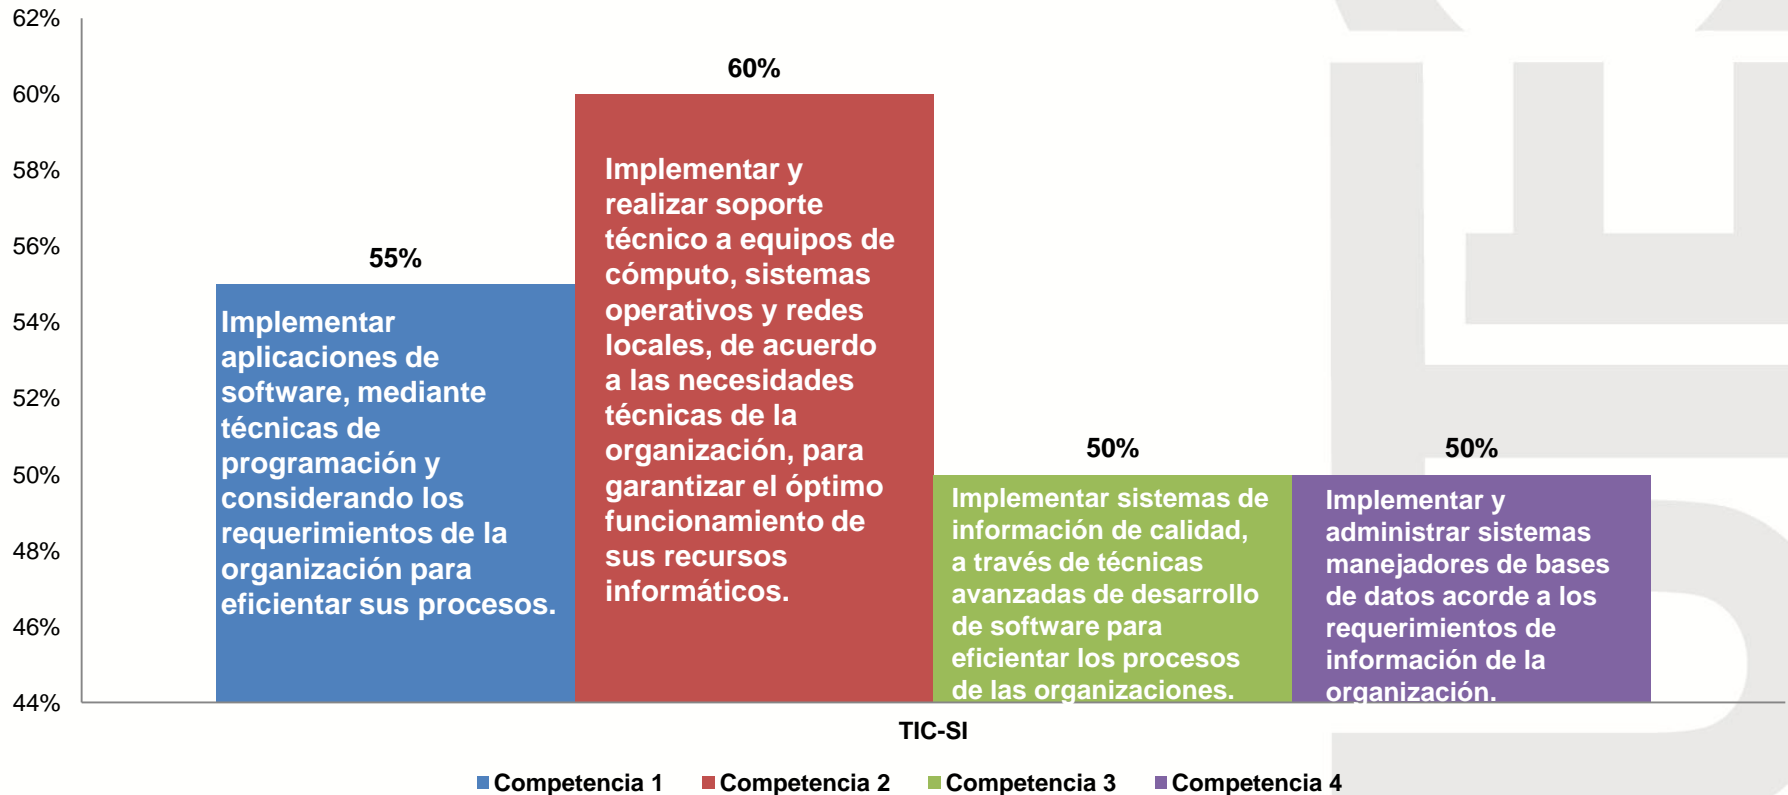 62%
60%
58%
56%
54%
52%
50%
48%
46%
44%
55%
Implementar
aplicaciones de
software, mediante
técnicas de
programación y
considerando los
requerimientos de la
organización para
eficientar sus procesos.
60%
Implementar y
realizar soporte
técnico a equipos de
cómputo, sistemas
operativos y redes
locales, de acuerdo
a las necesidades
técnicas de la
organización, para
garantizar el óptimo
funcionamiento de
sus recursos
informáticos.
50%
Implementar sistemas de
información de calidad,
a través de técnicas
avanzadas de desarrollo
de software para
eficientar los procesos
de las organizaciones.
50%
Implementar y
administrar sistemas
manejadores de bases
de datos acorde a los
requerimientos de
información de la
organización.
TIC-SI
Competencia 1 Competencia 2 Competencia 3 Competencia 4